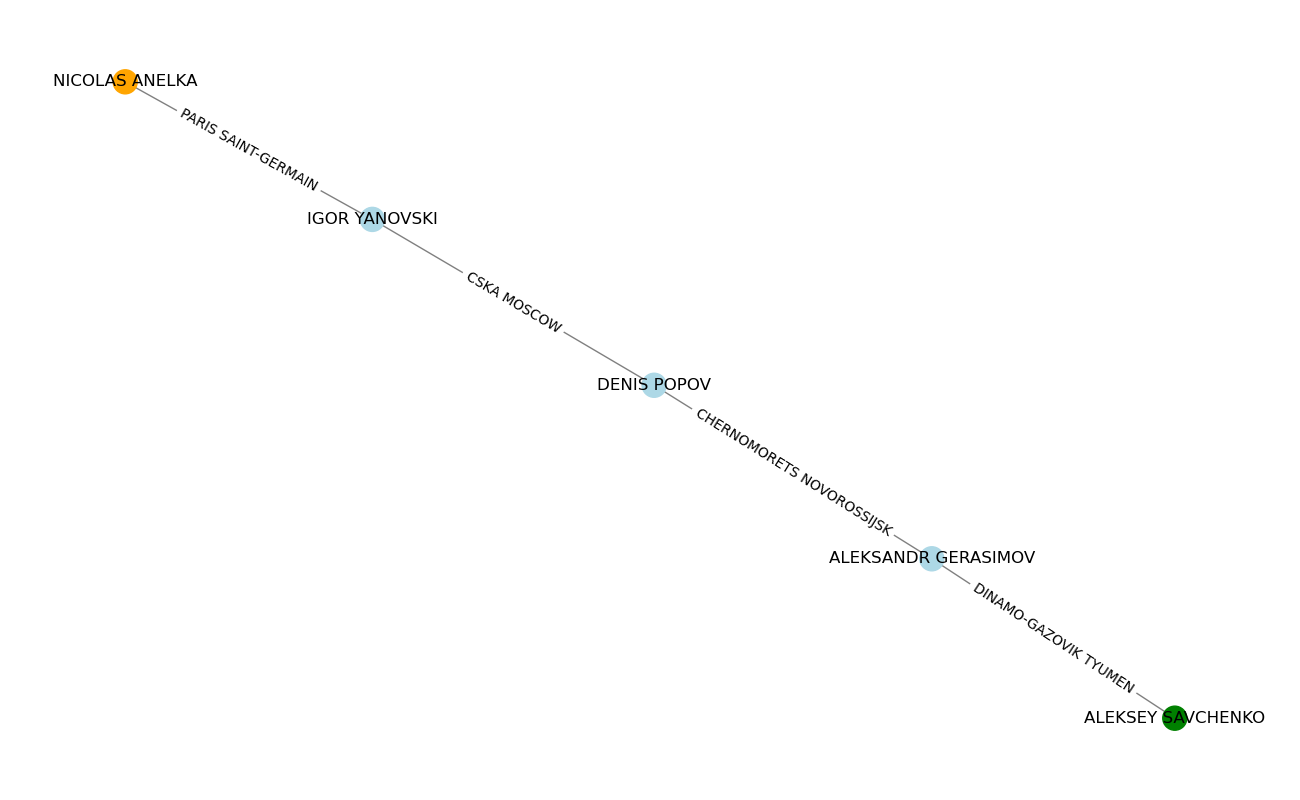 NICOLAS ANELKA
PARIS SAINT-GERMAIN
IGOR YANOVSKI
CSKA MOSCOW
DENIS POPOV
CHERNOMORETS NOVOROSSIJSK
ALEKSANDR GERASIMOV
DINAMO-GAZOVIK TYUMEN
ALEKSEY SAVCHENKO